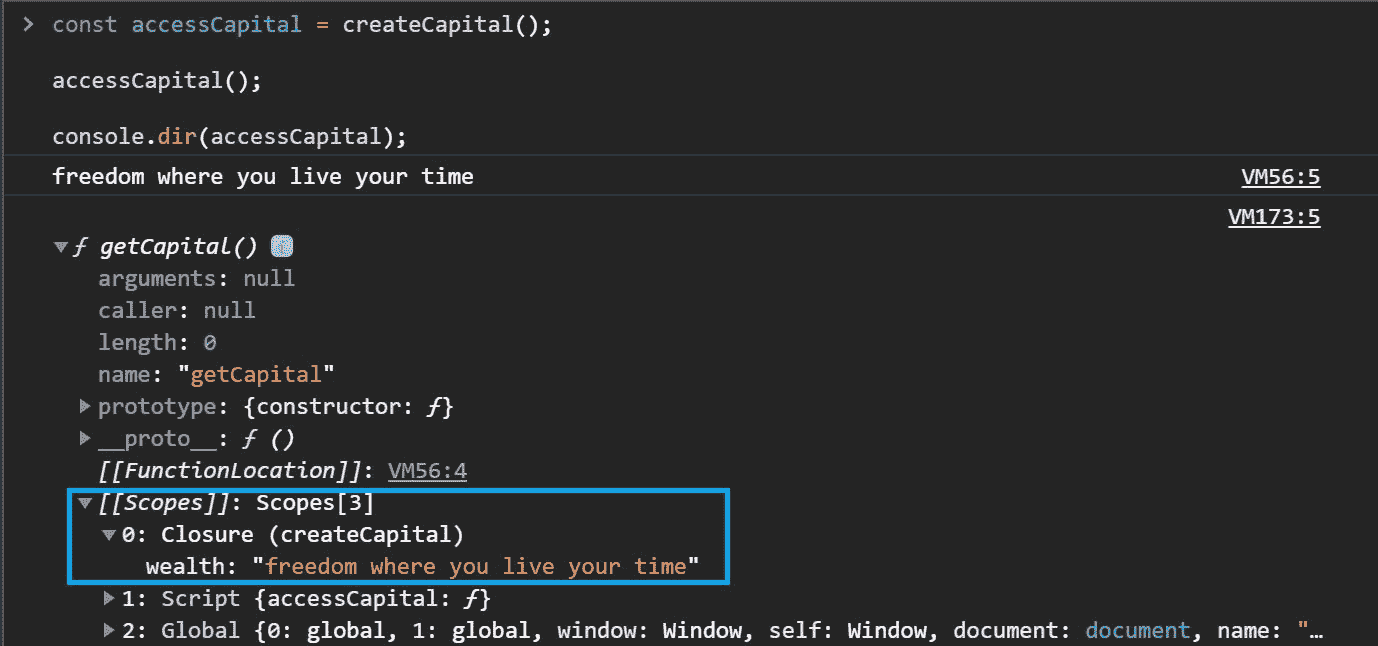 > const accessCapital = createCapital();
accessCapital();
console.dir(accessCapital);
freedom where you live your time VM56:5
VM173:5
▼ƒ getCapital() i
arguments: null
caller: null
length: 0
name: "getCapital"
▶prototype: {constructor: ƒ}
▶__proto__: ƒ ()
[[FunctionLocation]]: VM56:4
▼[[Scopes]]: Scopes[3]
▼0: Closure (createCapital)
wealth: "freedom where you live your time"
▶1: Script {accessCapital: ƒ}
▶2: Global {0: global, 1: global, window: Window, self: Window, document: document, name: "…